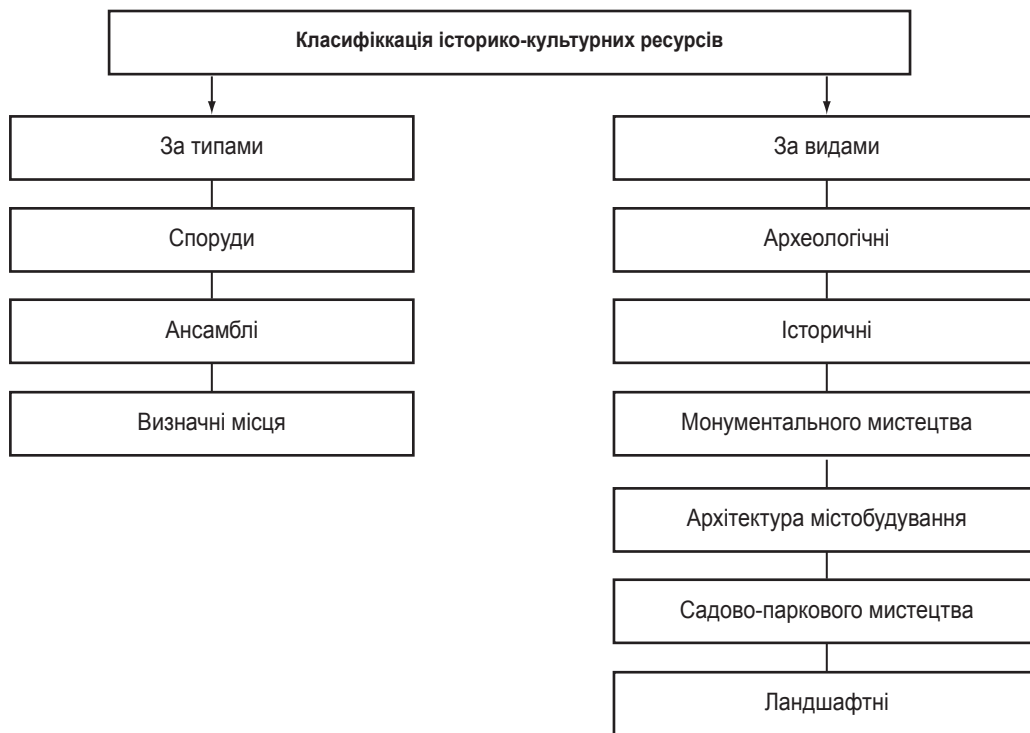 Класифіккація історико-культурних ресурсів
За типами
Споруди
Ансамблі
Визначні місця
За видами
Археологічні
Історичні
Монументального мистецтва
Архітектура містобудування
Садово-паркового мистецтва
Ландшафтні